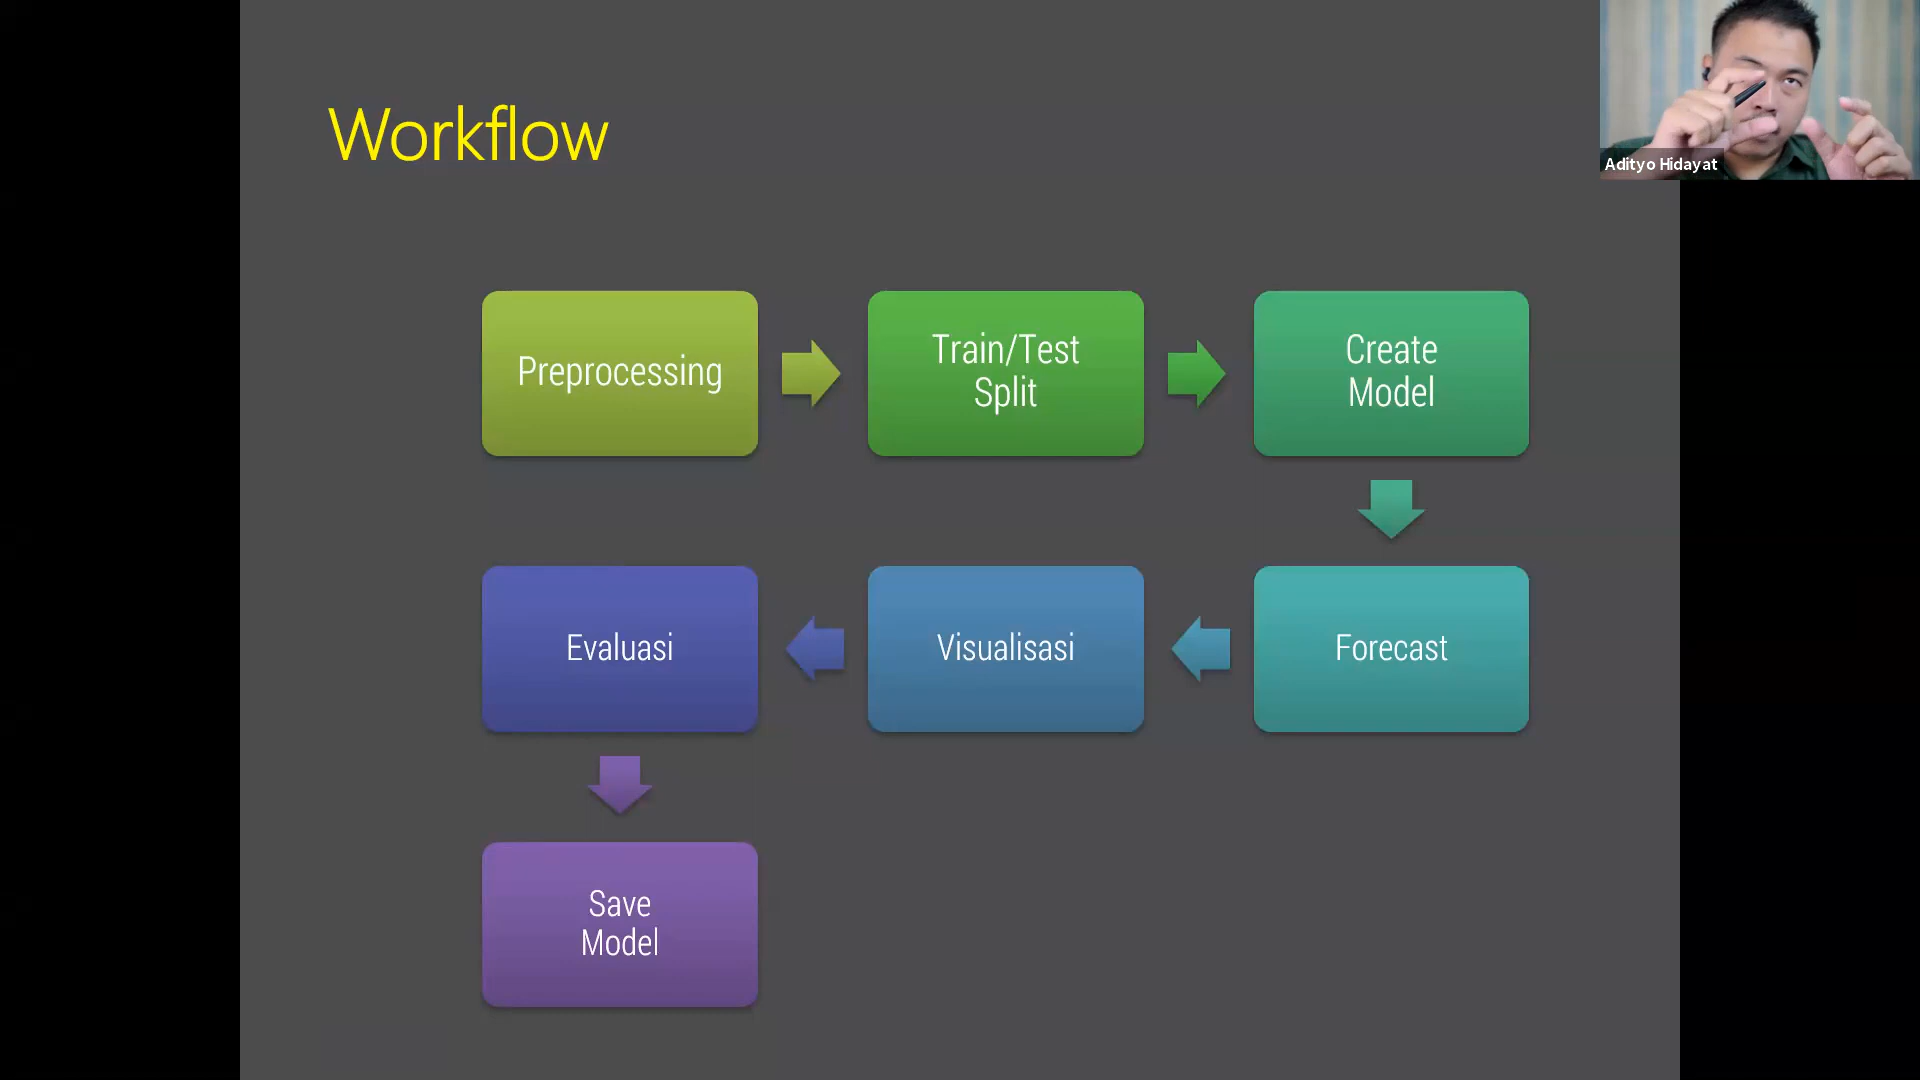 Workflow
Adityo Hidayat
Preprocessing
Train/Test
Split
Create
Model
Forecast
Visualisasi
Evaluasi
Save
Model